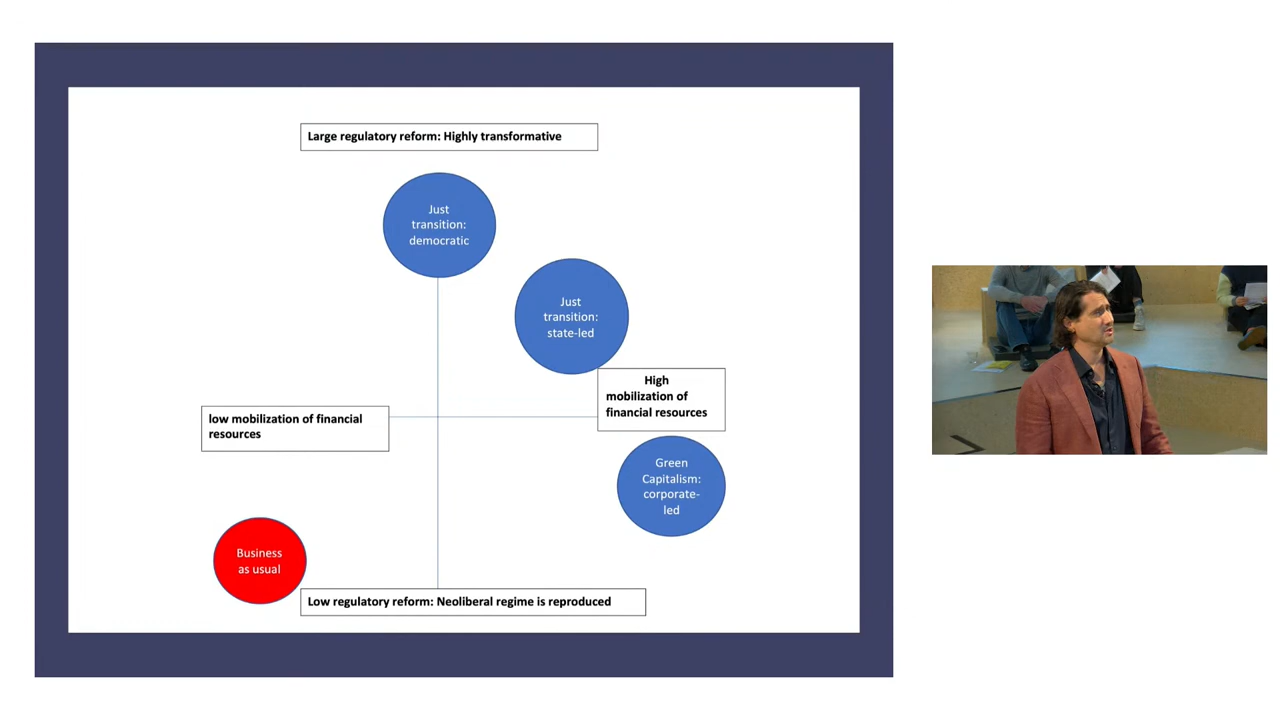 Large regulatory reform: Highly transformative
Just
transition:
democratic
Just
transition:
state-led
High
mobilization of
financial resources
low mobilization of financial
resources
Green
Capitalism:
corporate-
led
Business
as usual
Low regulatory reform: Neoliberal regime is reproduced